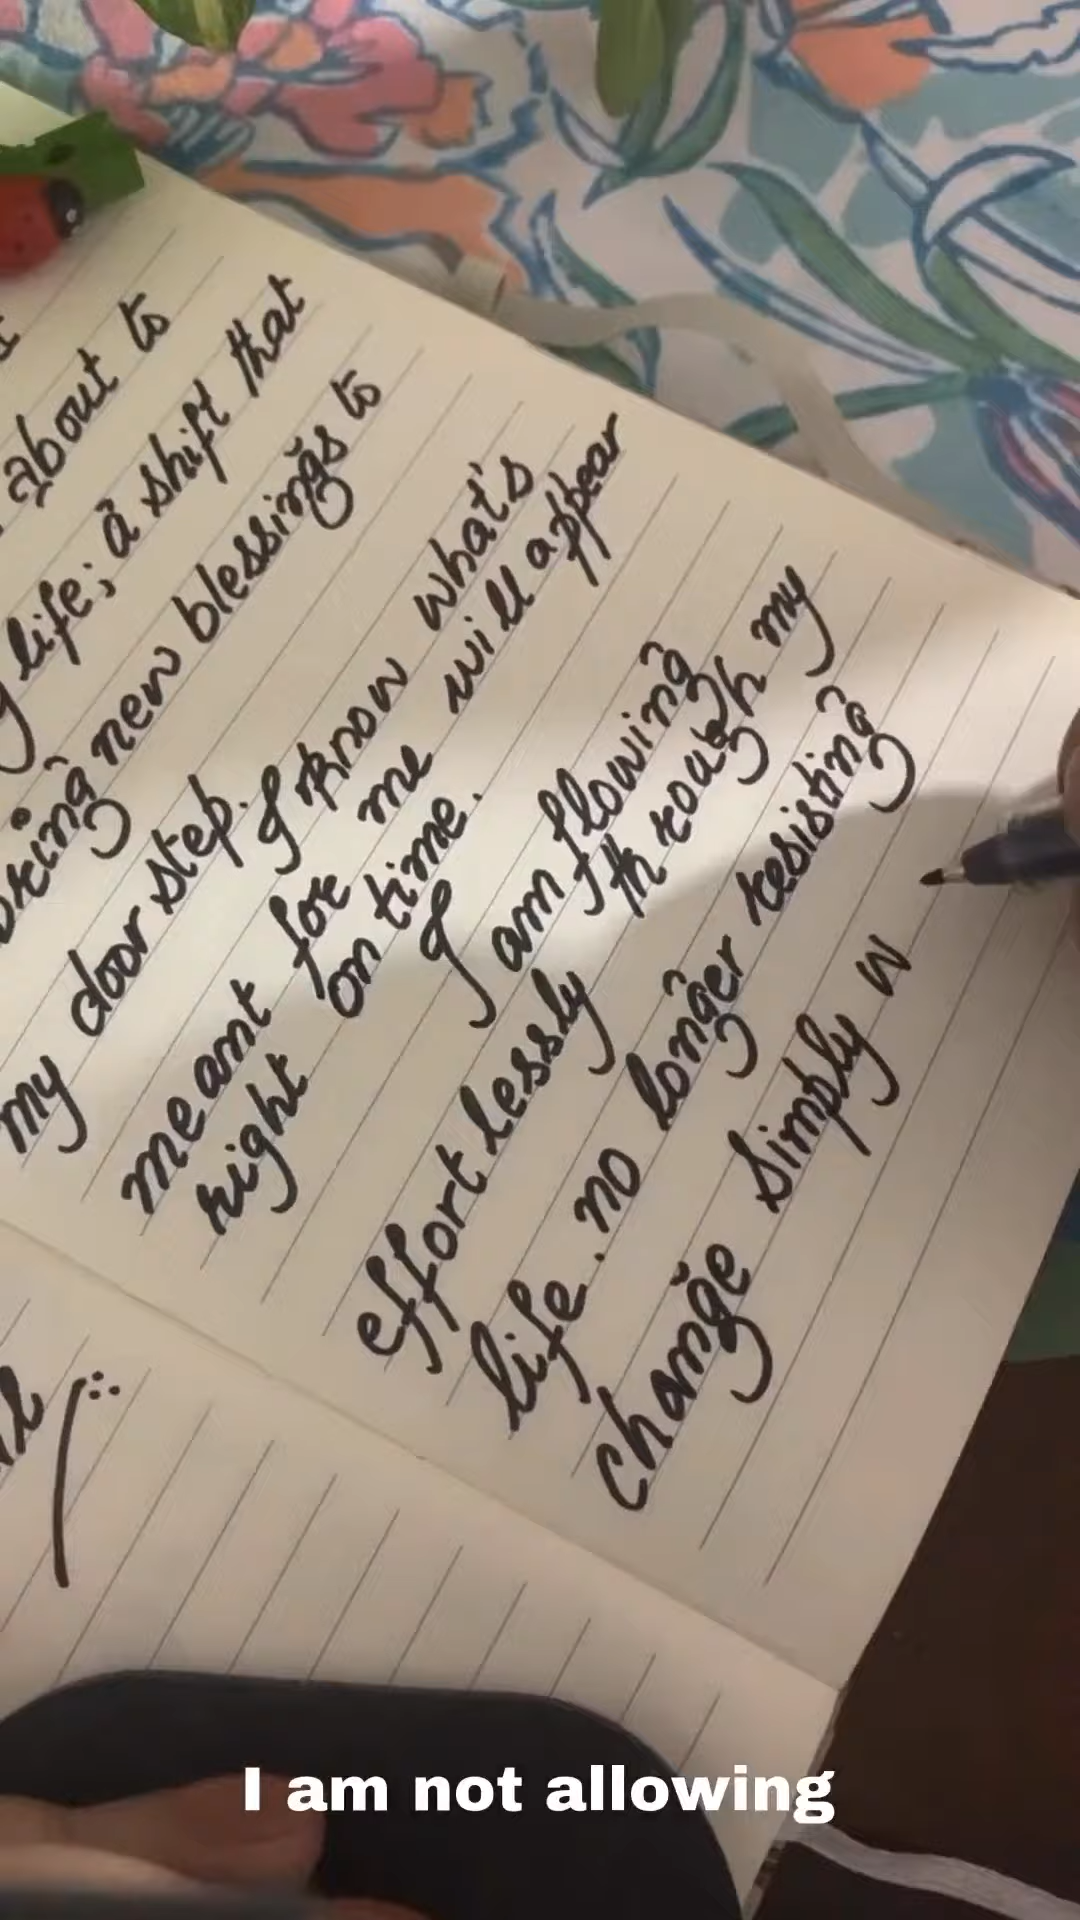 about to
life; a shift that
new blessings to
my door step. I know what's
meant for me will appear
right on time.
I am flowing
effortlessly through my
life. no longer resisting
change simply w
I am not allowing